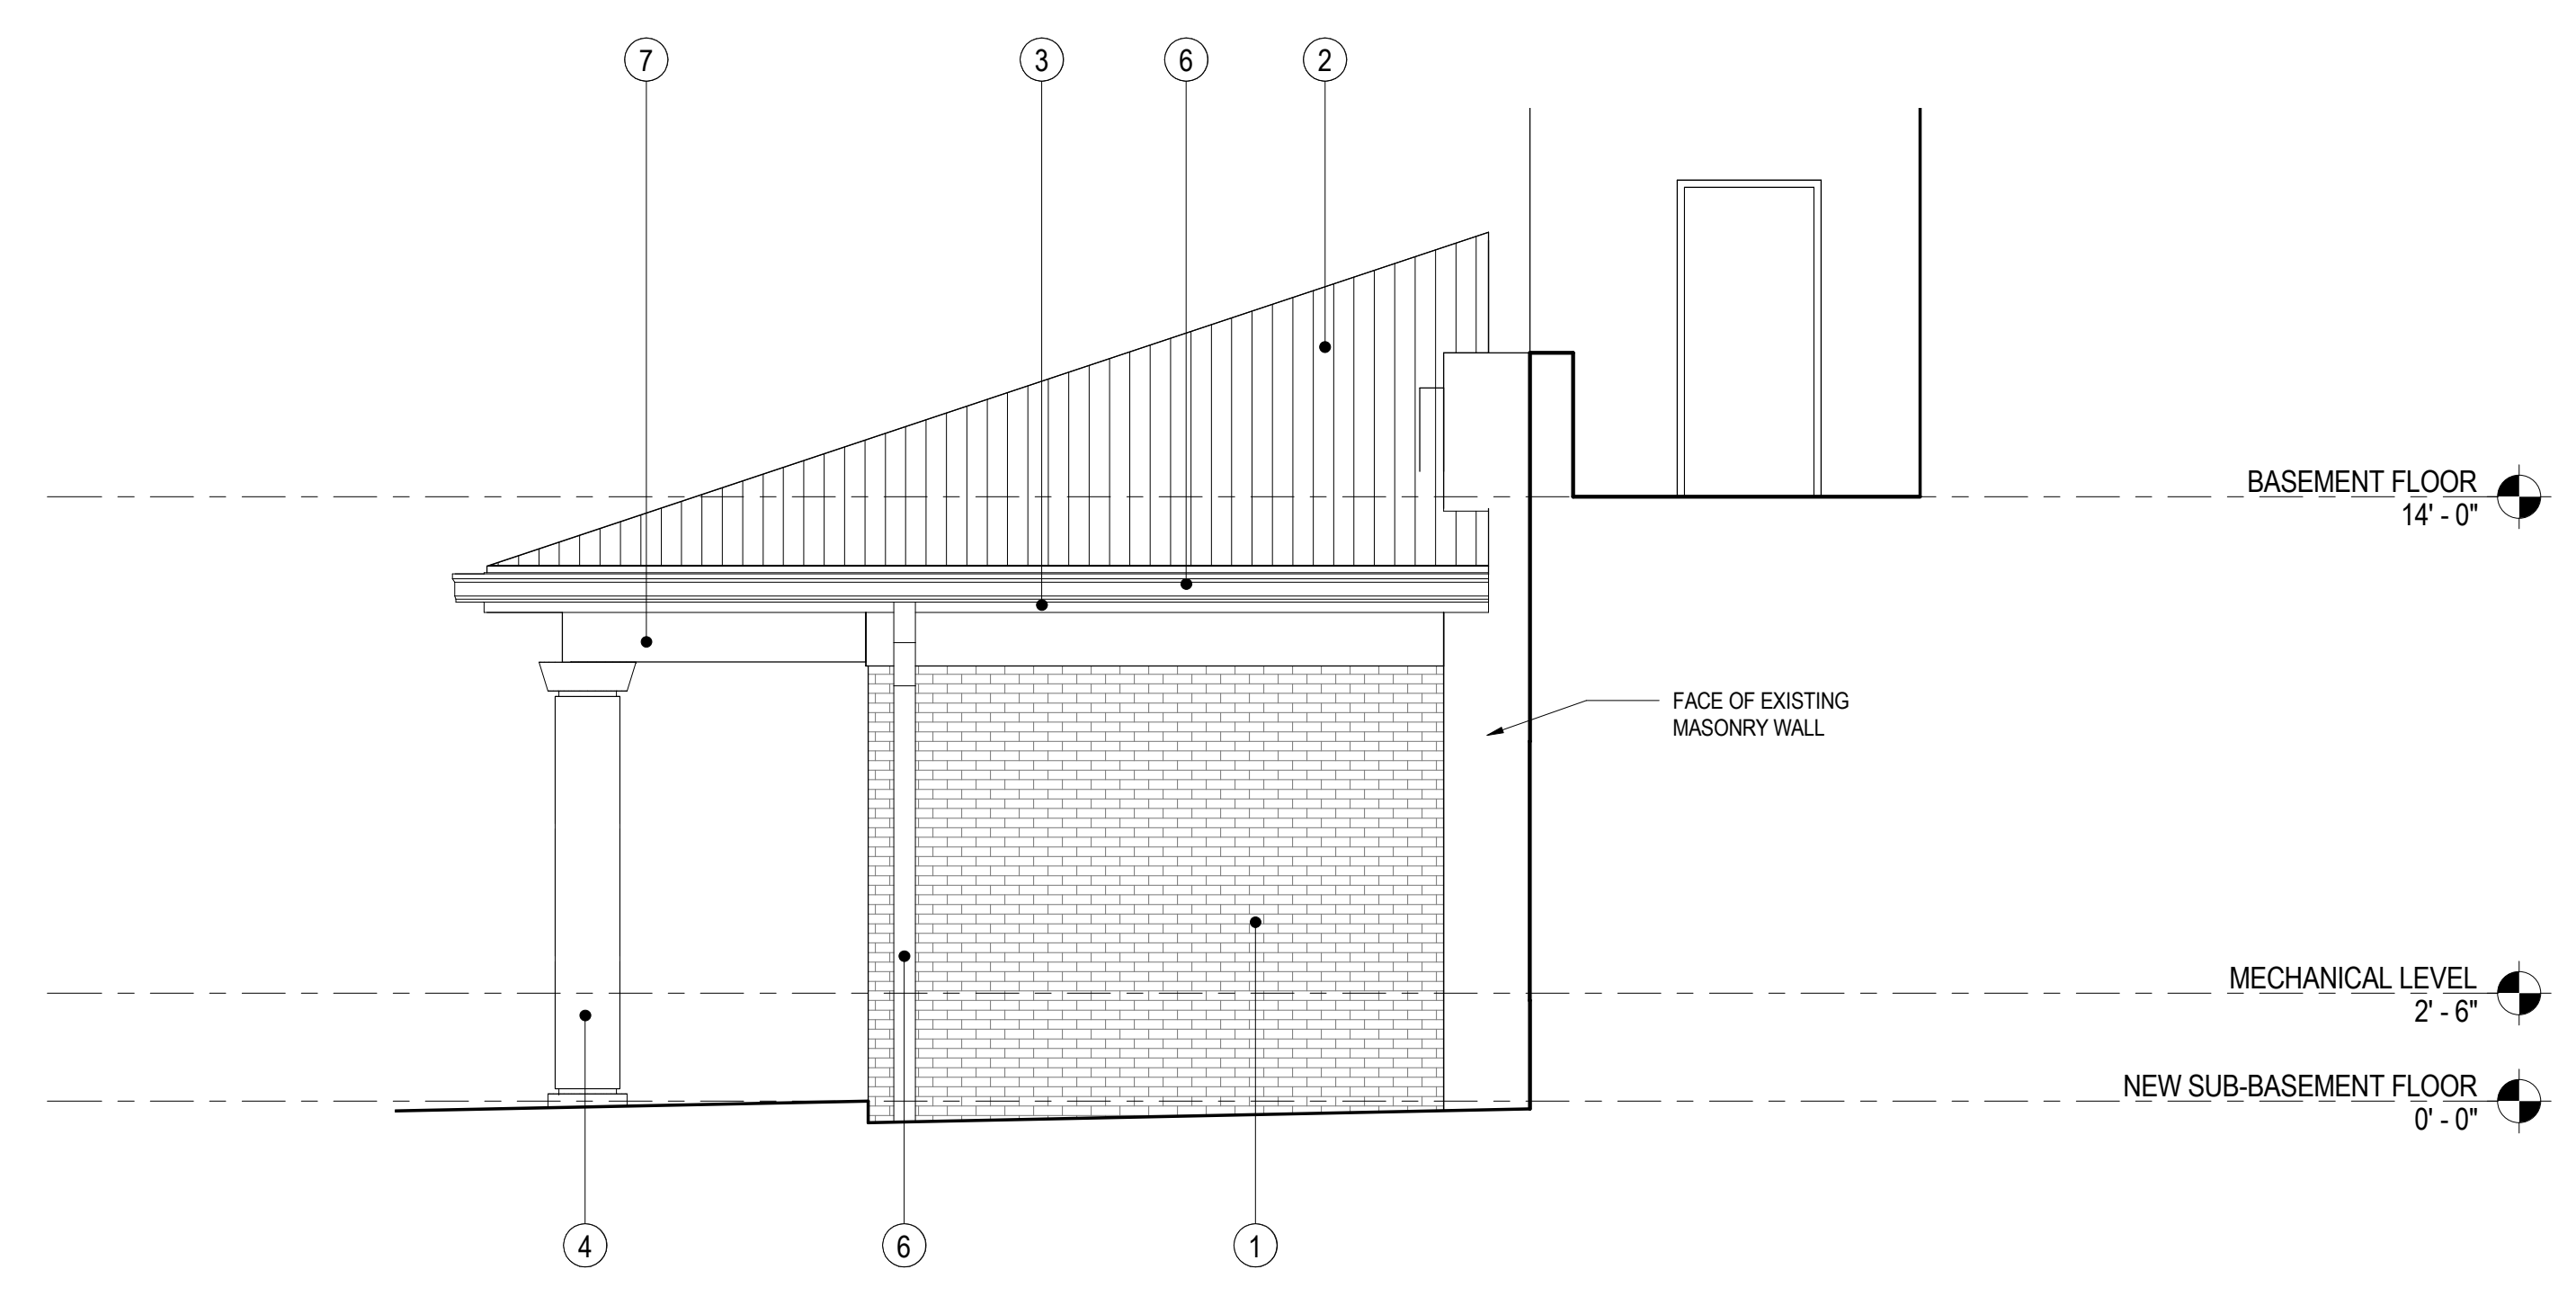 7
3
6
2
BASEMENT FLOOR
14' - 0"
FACE OF EXISTING
MASONRY WALL
MECHANICAL LEVEL
2' - 6"
NEW SUB-BASEMENT FLOOR
0' - 0"
4
6
1